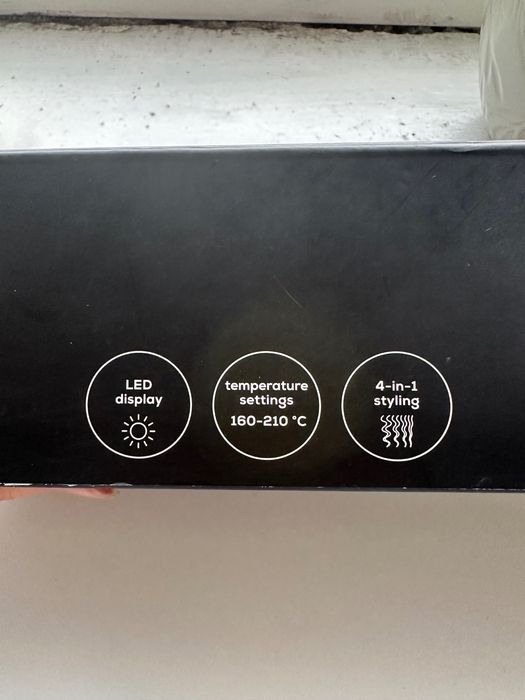 LED
display
temperature
settings
160-210 °C
4-in-1
styling